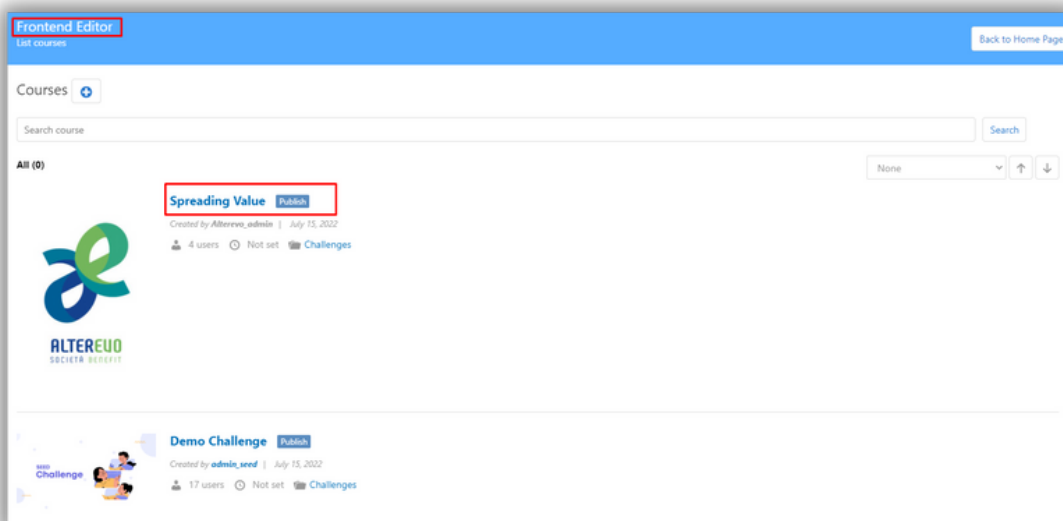 Frontend Editor
List courses
Back to Home Page
Courses
Search course
Search
All (0)
None
Spreading Value Publish
Created by Alterevo_admin | July 15, 2022
4 users Not set Challenges
ALTEREVO
SOCIETÀ BENEFIT
Demo Challenge Publish
Created by admin_seed | July 15, 2022
17 users Not set Challenges
SEED
Challenge